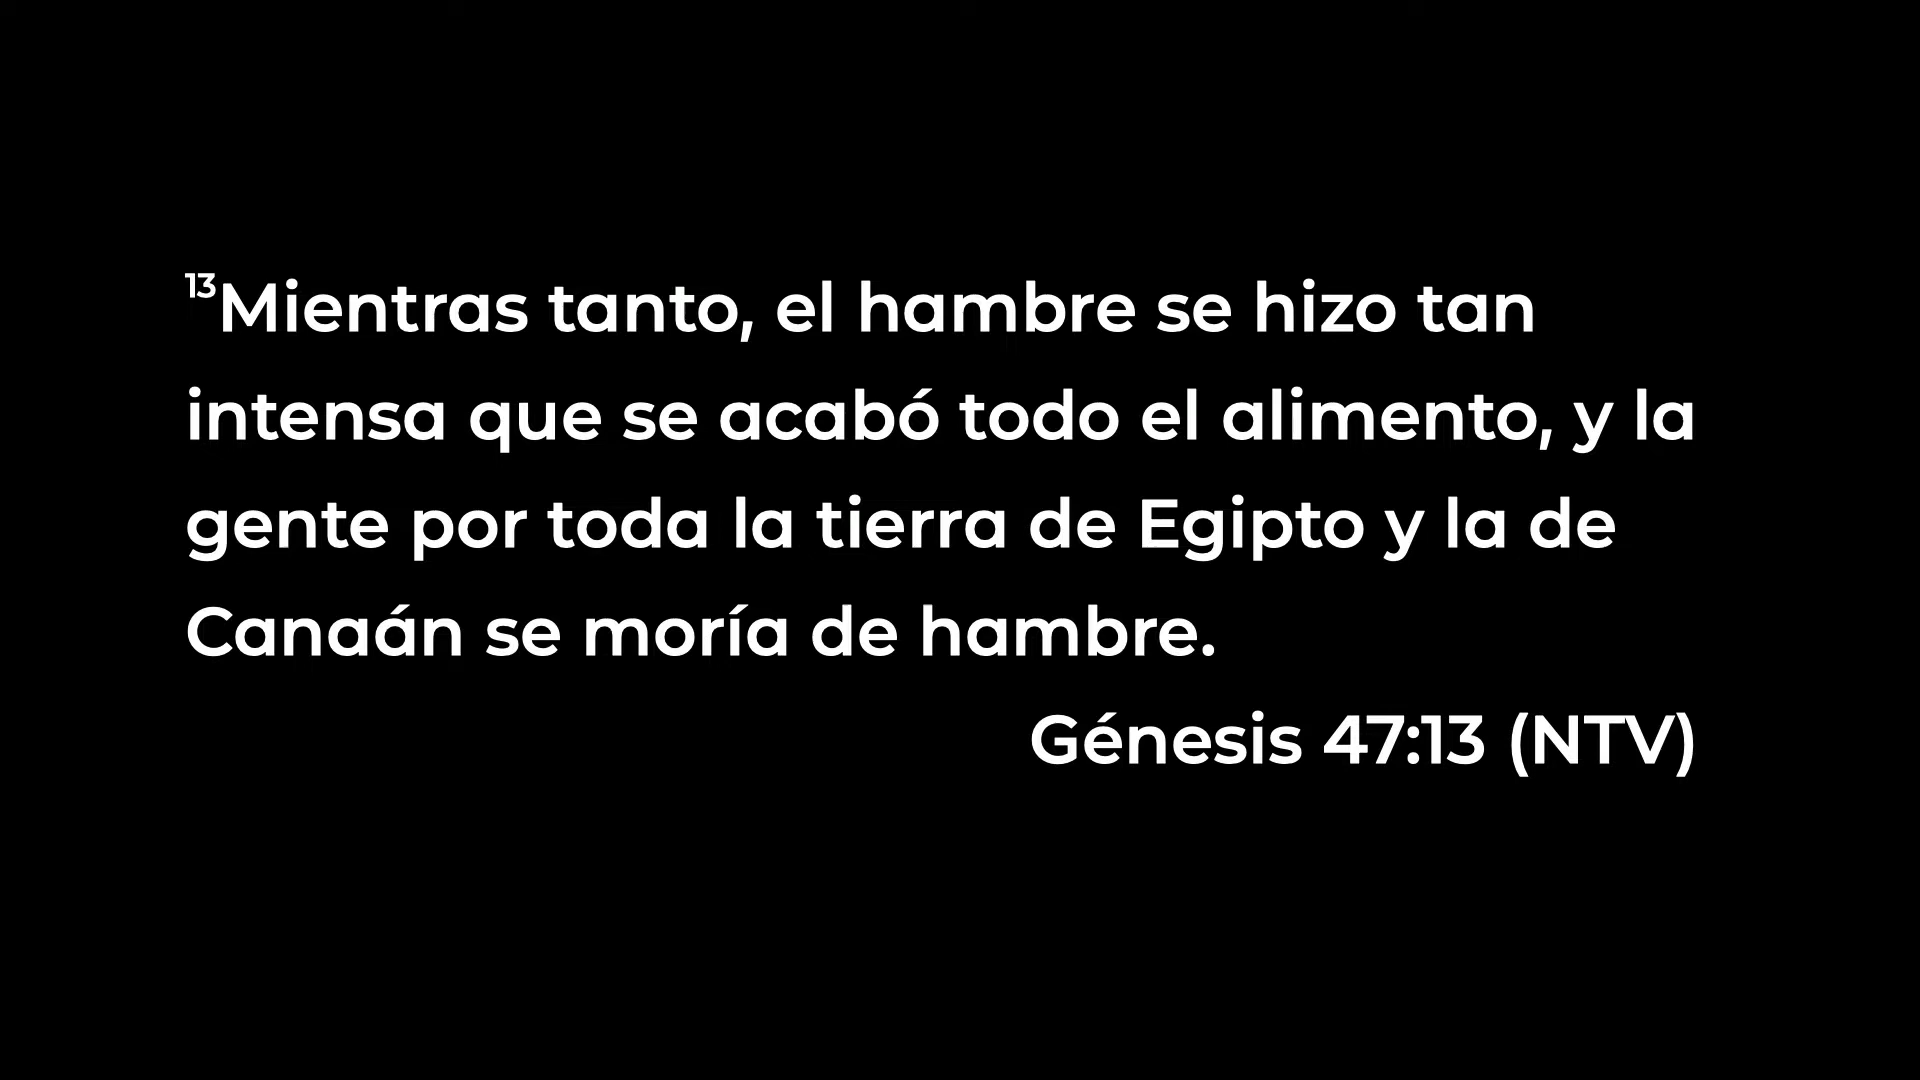 ¹³Mientras tanto, el hambre se hizo tan
intensa que se acabó todo el alimento, y la
gente por toda la tierra de Egipto y la de
Canaán se moría de hambre.
Génesis 47:13 (NTV)